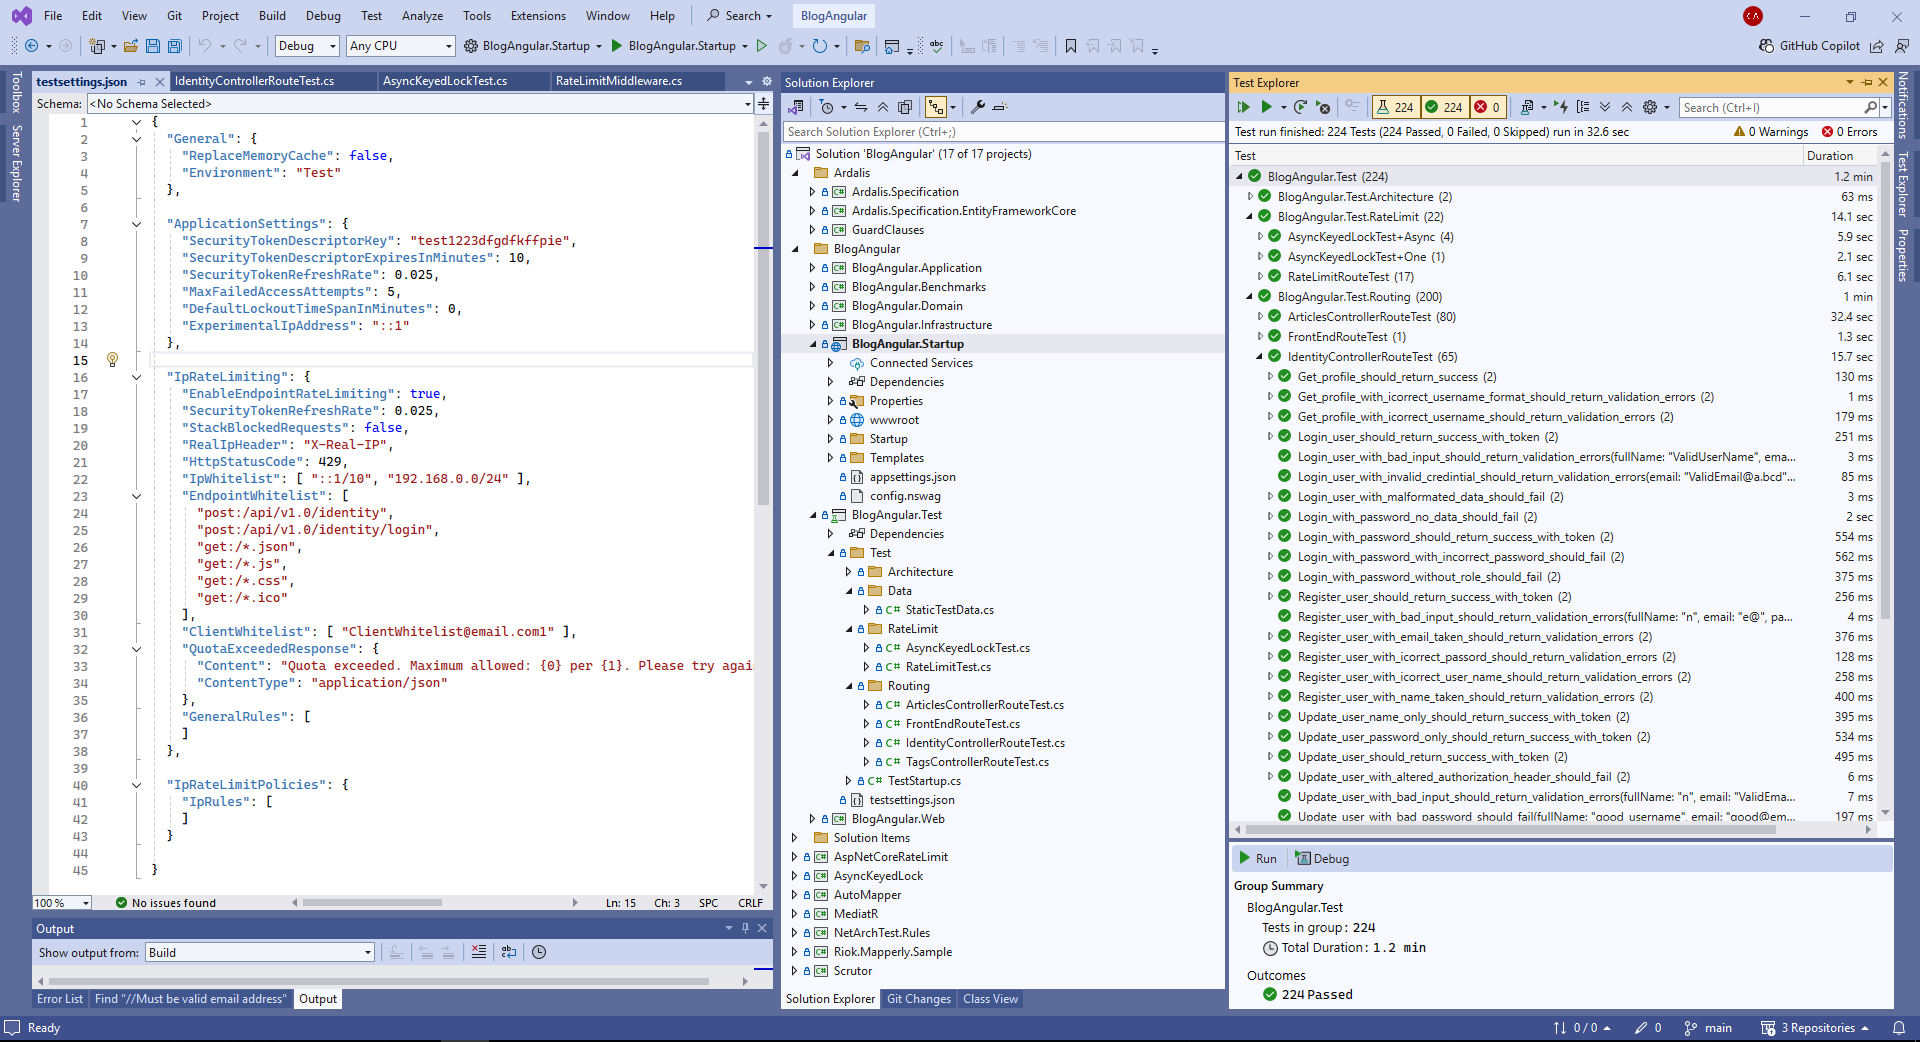 File Edit View Git Project Build Debug Test Analyze Tools Extensions Window Help Search BlogAngular
Debug Any CPU BlogAngular.Startup BlogAngular.Startup GitHub Copilot
Toolbox
Server Explorer
testsettings.json IdentityControllerRouteTest.cs AsyncKeyedLockTest.cs RateLimitMiddleware.cs
Schema: <No Schema Selected>
1 {
2 "General": {
3 "ReplaceMemoryCache": false,
4 "Environment": "Test"
5 },
6
7 "ApplicationSettings": {
8 "SecurityTokenDescriptorKey": "test1223dfgdfkffpie",
9 "SecurityTokenDescriptorExpiresInMinutes": 10,
10 "SecurityTokenRefreshRate": 0.025,
11 "MaxFailedAccessAttempts": 5,
12 "DefaultLockoutTimeSpanInMinutes": 0,
13 "ExperimentalIpAddress": "::1"
14 },
15
16 "IpRateLimiting": {
17 "EnableEndpointRateLimiting": true,
18 "SecurityTokenRefreshRate": 0.025,
19 "StackBlockedRequests": false,
20 "RealIpHeader": "X-Real-IP",
21 "HttpStatusCode": 429,
22 "IpWhitelist": [ "::1/10", "192.168.0.0/24" ],
23 "EndpointWhitelist": [
24 "post:/api/v1.0/identity",
25 "post:/api/v1.0/identity/login",
26 "get:/*.json",
27 "get:/*.js",
28 "get:/*.css",
29 "get:/*.ico"
30 ],
31 "ClientWhitelist": [ "ClientWhitelist@email.com1" ],
32 "QuotaExceededResponse": {
33 "Content": "Quota exceeded. Maximum allowed: {0} per {1}. Please try agai
34 "ContentType": "application/json"
35 },
36 "GeneralRules": [
37 ]
38 },
39
40 "IpRateLimitPolicies": {
41 "IpRules": [
42 ]
43 }
44
45 }
100 % No issues found Ln: 15 Ch: 3 SPC CRLF
Output
Show output from: Build
Error List Find "//Must be valid email address" Output
Solution Explorer
Search Solution Explorer (Ctrl+;)
Solution 'BlogAngular' (17 of 17 projects)
Ardalis
C# Ardalis.Specification
C# Ardalis.Specification.EntityFrameworkCore
C# GuardClauses
BlogAngular
C# BlogAngular.Application
C# BlogAngular.Benchmarks
C# BlogAngular.Domain
C# BlogAngular.Infrastructure
BlogAngular.Startup
Connected Services
Dependencies
Properties
wwwroot
Startup
Templates
appsettings.json
config.nswag
BlogAngular.Test
Dependencies
Test
Architecture
Data
C# StaticTestData.cs
RateLimit
C# AsyncKeyedLockTest.cs
C# RateLimitTest.cs
Routing
C# ArticlesControllerRouteTest.cs
C# FrontEndRouteTest.cs
C# IdentityControllerRouteTest.cs
C# TagsControllerRouteTest.cs
C# TestStartup.cs
testsettings.json
C# BlogAngular.Web
Solution Items
C# AspNetCoreRateLimit
C# AsyncKeyedLock
C# AutoMapper
C# MediatR
C# NetArchTest.Rules
C# Riok.Mapperly.Sample
C# Scrutor
Solution Explorer Git Changes Class View
Test Explorer
224 224 0 Search (Ctrl+I)
Test run finished: 224 Tests (224 Passed, 0 Failed, 0 Skipped) run in 32.6 sec 0 Warnings 0 Errors
Test Duration
BlogAngular.Test (224) 1.2 min
BlogAngular.Test.Architecture (2) 63 ms
BlogAngular.Test.RateLimit (22) 14.1 sec
AsyncKeyedLockTest+Async (4) 5.9 sec
AsyncKeyedLockTest+One (1) 2.1 sec
RateLimitRouteTest (17) 6.1 sec
BlogAngular.Test.Routing (200) 1 min
ArticlesControllerRouteTest (80) 32.4 sec
FrontEndRouteTest (1) 1.3 sec
IdentityControllerRouteTest (65) 15.7 sec
Get_profile_should_return_success (2) 130 ms
Get_profile_with_icorrect_username_format_should_return_validation_errors (2) 1 ms
Get_profile_with_icorrect_username_should_return_validation_errors (2) 179 ms
Login_user_should_return_success_with_token (2) 251 ms
Login_user_with_bad_input_should_return_validation_errors(fullName: "ValidUserName", ema... 3 ms
Login_user_with_invalid_credintial_should_return_validation_errors(email: "ValidEmail@a.bcd"... 85 ms
Login_user_with_malformated_data_should_fail (2) 3 ms
Login_with_password_no_data_should_fail (2) 2 sec
Login_with_password_should_return_success_with_token (2) 554 ms
Login_with_password_with_incorrect_password_should_fail (2) 562 ms
Login_with_password_without_role_should_fail (2) 375 ms
Register_user_should_return_success_with_token (2) 256 ms
Register_user_with_bad_input_should_return_validation_errors(fullName: "n", email: "e@", pa... 4 ms
Register_user_with_email_taken_should_return_validation_errors (2) 376 ms
Register_user_with_icorrect_passord_should_return_validation_errors (2) 128 ms
Register_user_with_icorrect_user_name_should_return_validation_errors (2) 258 ms
Register_user_with_name_taken_should_return_validation_errors (2) 400 ms
Update_user_name_only_should_return_success_with_token (2) 395 ms
Update_user_password_only_should_return_success_with_token (2) 534 ms
Update_user_should_return_success_with_token (2) 495 ms
Update_user_with_altered_authorization_header_should_fail (2) 6 ms
Update_user_with_bad_input_should_return_validation_errors(fullName: "n", email: "ValidEma... 7 ms
Update_user_with_bad_password_should_fail(fullName: "good_username", email: "good@em... 197 ms
Run Debug
Group Summary
BlogAngular.Test
Tests in group: 224
Total Duration: 1.2 min
Outcomes
224 Passed
Notifications
Test Explorer
Properties
Ready 0 / 0 0 main 3 Repositories